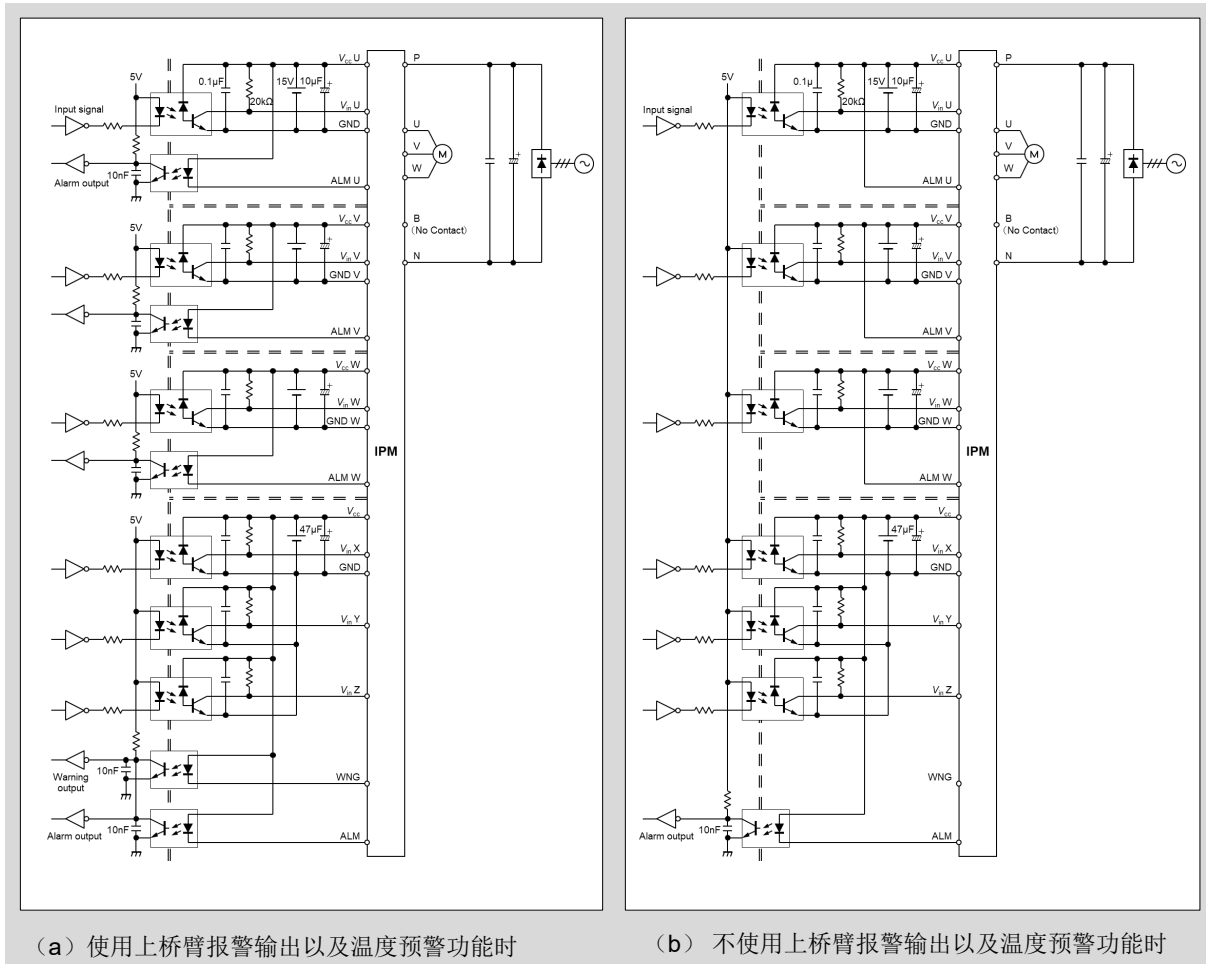 5V
0.1μF
20kΩ
15V
10μF
Vcc U
P
Input signal
Vin U
GND
U
V
W
M
10nF
Alarm output
ALM U
5V
Vcc V
B
(No Contact)
Vin V
GND V
N
ALM V
5V
Vcc W
Vin W
GND W
IPM
ALM W
5V
Vcc
47μF
Vin X
GND
Vin Y
Vin Z
Warning output
10nF
WNG
Alarm output
10nF
ALM
(a)使用上桥臂报警输出以及温度预警功能时
5V
0.1μ
20kΩ
15V
10μF
Vcc U
P
Input signal
Vin U
GND
U
V
W
M
ALM U
Vcc V
B
(No Contact)
Vin V
GND V
N
ALM V
Vcc W
Vin W
GND W
IPM
ALM W
Vcc
47μF
Vin X
GND
Vin Y
Vin Z
WNG
Alarm output
10nF
ALM
(b) 不使用上桥臂报警输出以及温度预警功能时